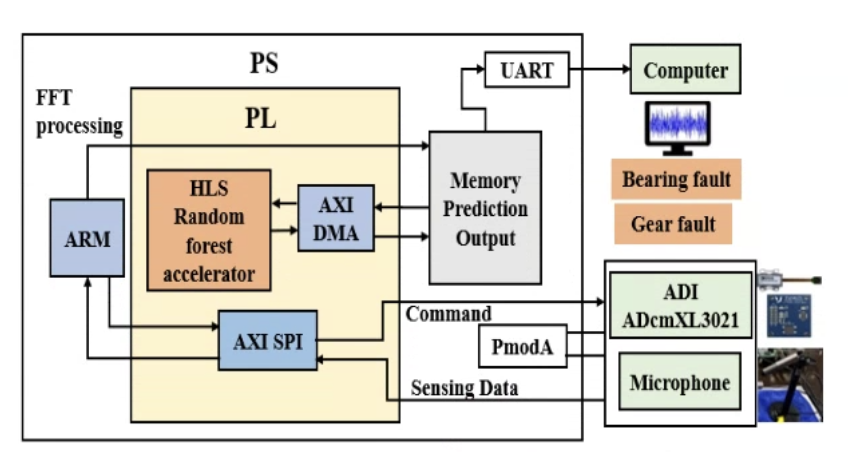 PS
UART
Computer
FFT
processing
PL
Bearing fault
Gear fault
HLS
Random
forest
accelerator
AXI
DMA
Memory
Prediction
Output
ARM
AXI SPI
Command
ADI
ADcmXL3021
PmodA
Microphone
Sensing Data